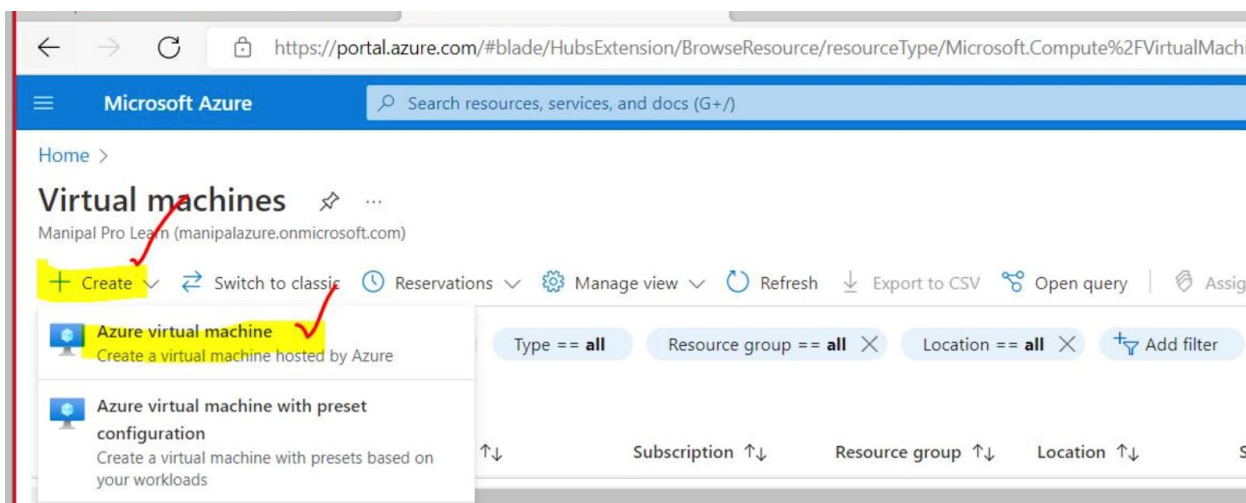 https://portal.azure.com/#blade/HubsExtension/BrowseResource/resourceType/Microsoft.Compute%2FVirtualMach
Microsoft Azure
Search resources, services, and docs (G+/)
Home >
Virtual machines
Manipal Pro Learn (manipalazure.onmicrosoft.com)
+ Create Switch to classic Reservations Manage view Refresh Export to CSV Open query Assig
Azure virtual machine
Create a virtual machine hosted by Azure
Type == all Resource group == all Location == all Add filter
Azure virtual machine with preset
configuration
Create a virtual machine with presets based on
your workloads
Subscription ↑↓ Resource group ↑↓ Location ↑↓ S